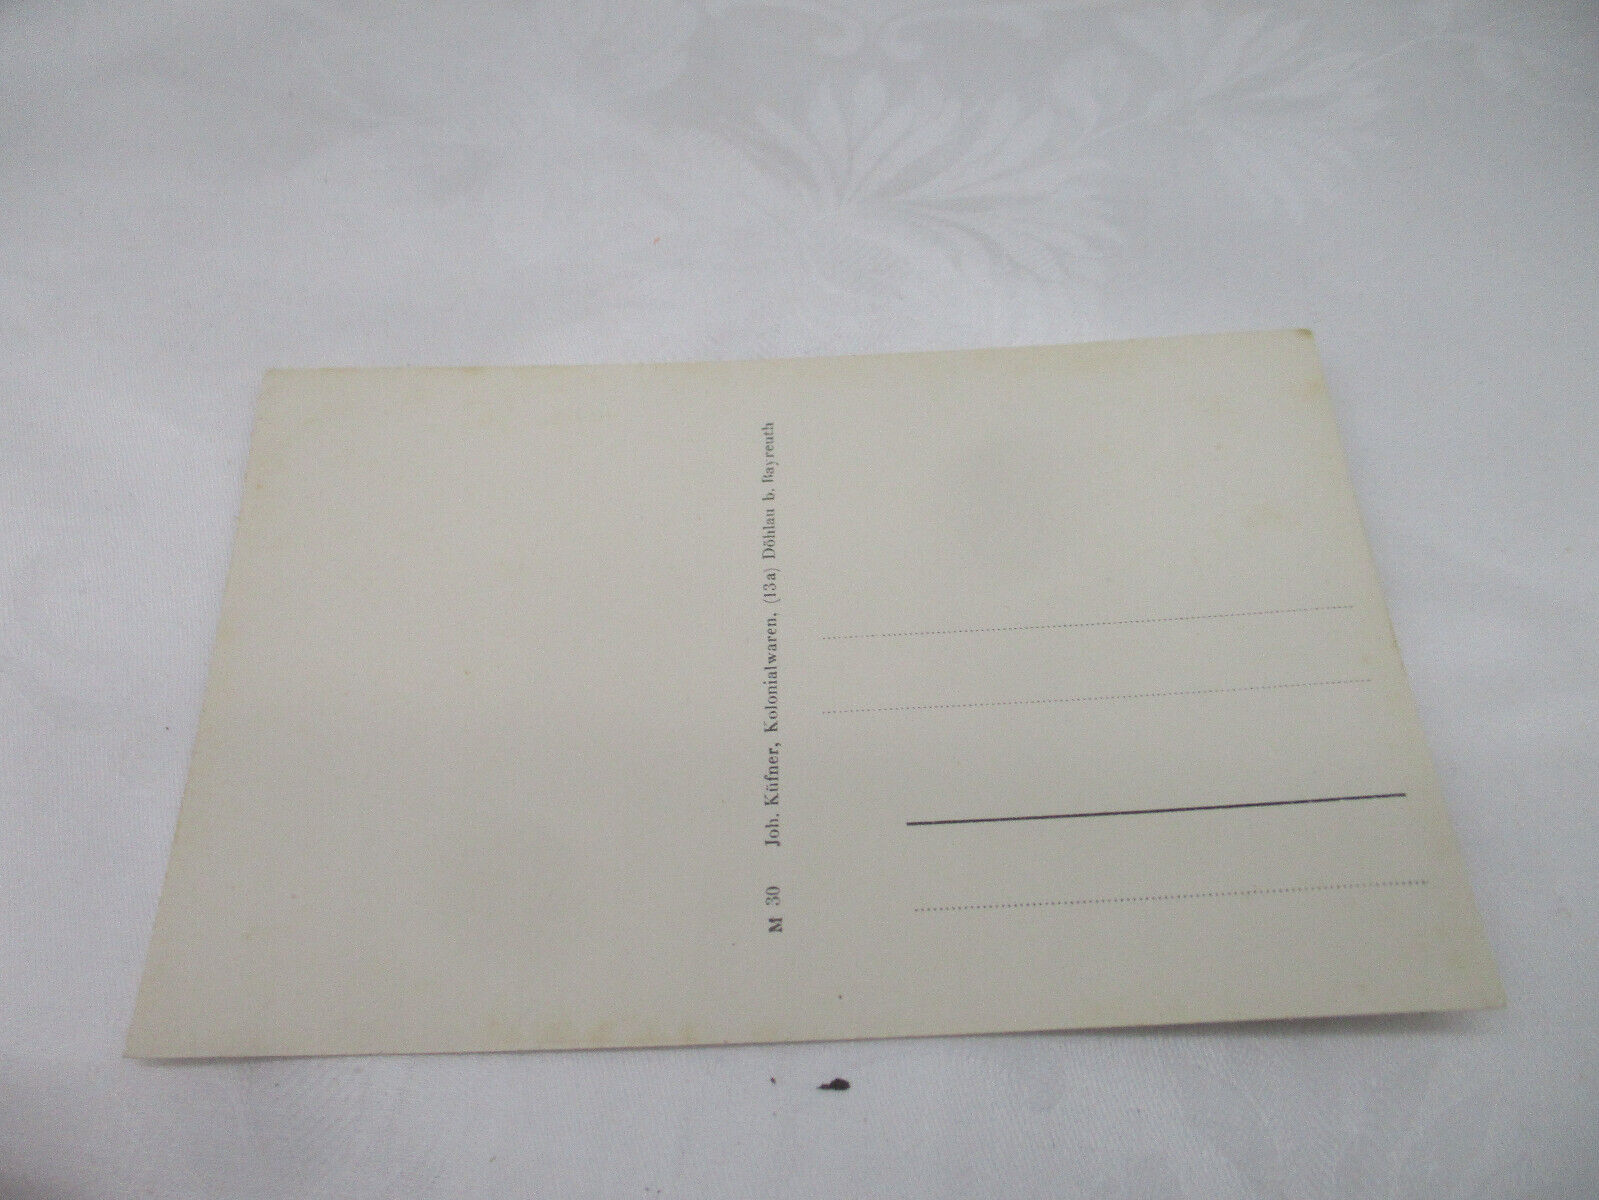 M 30 Joh. Küfner, Kolonialwaren, (13a) Döhlau b. Bayreuth